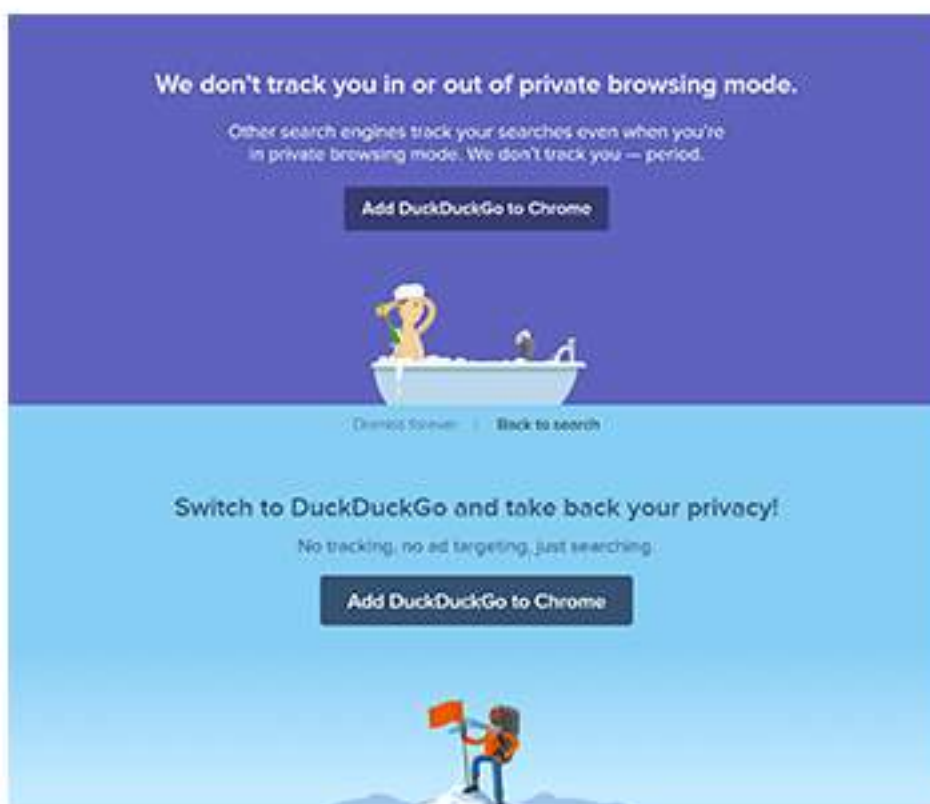 We don't track you in or out of private browsing mode.
Other search engines track your searches even when you're
in private browsing mode. We don't track you — period.
Add DuckDuckGo to Chrome
Dismiss forever | Back to search
Switch to DuckDuckGo and take back your privacy!
No tracking, no ad targeting, just searching.
Add DuckDuckGo to Chrome